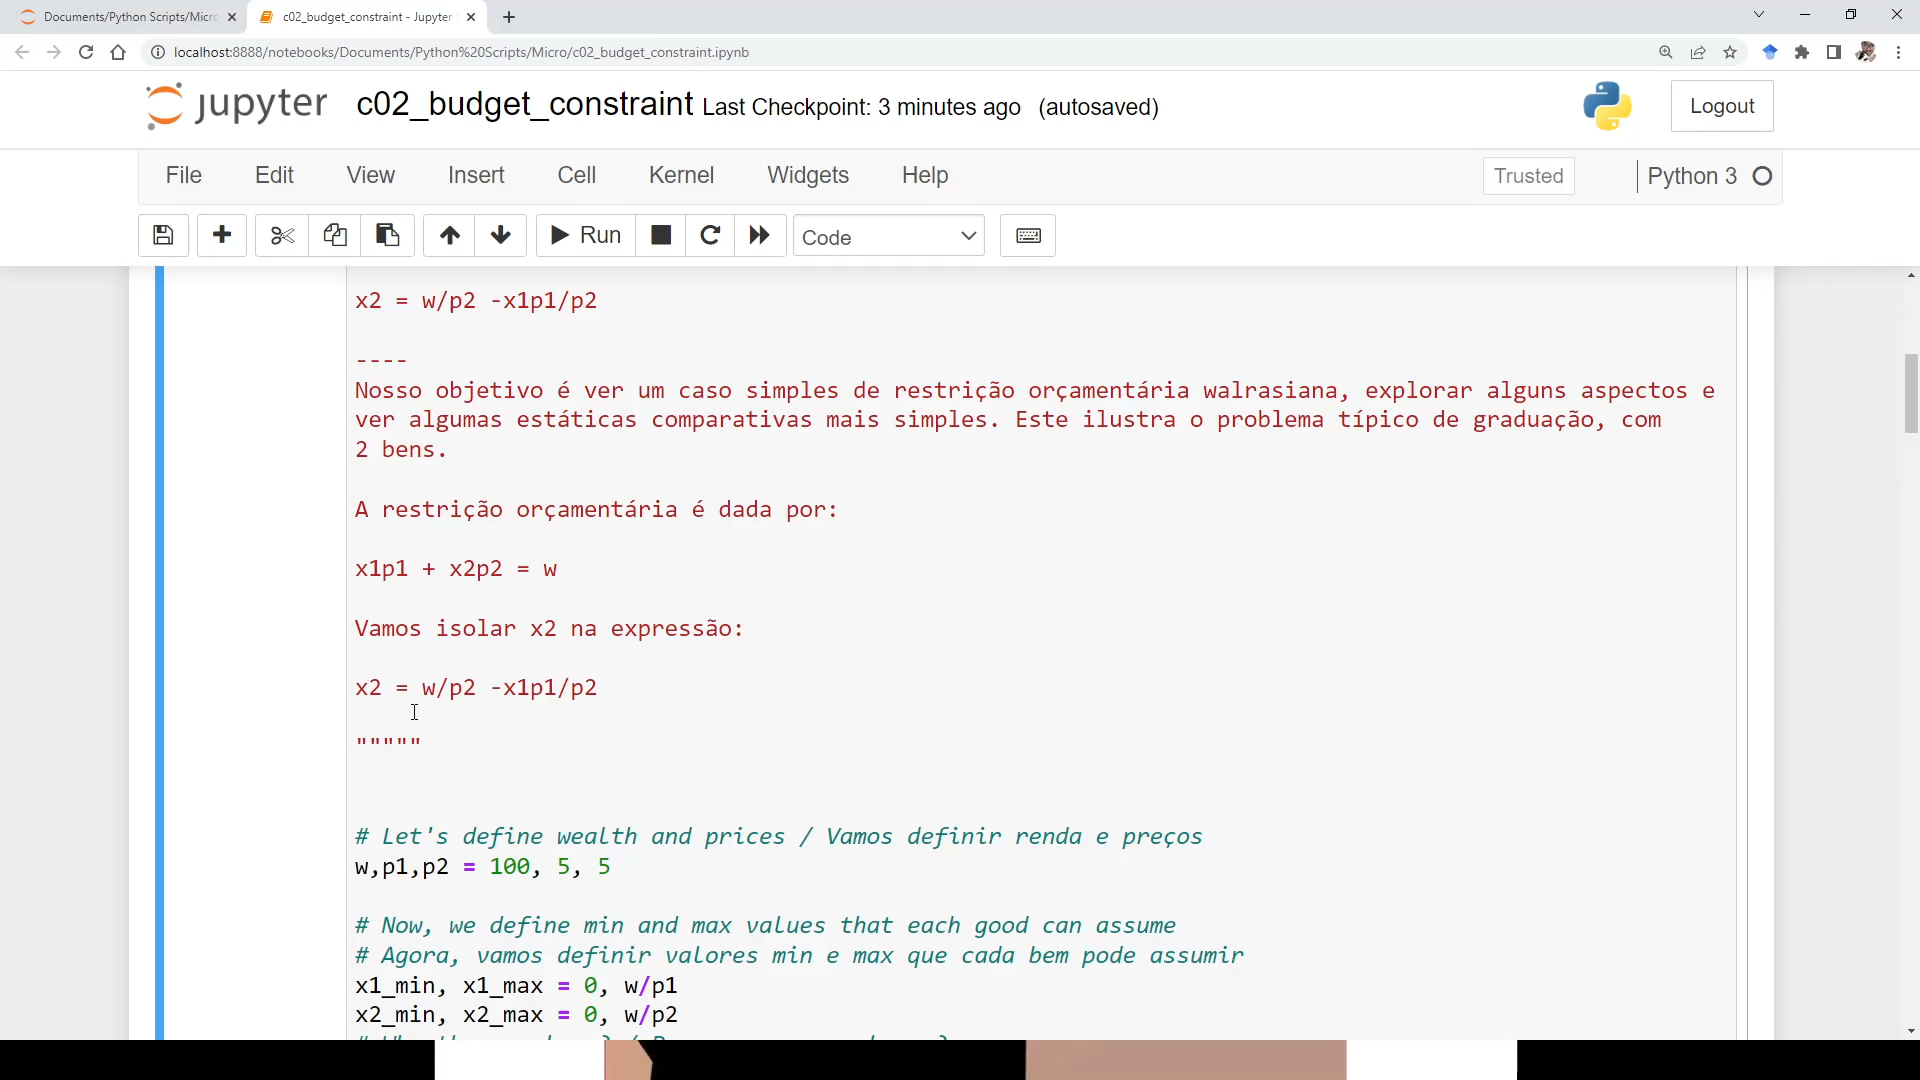 Documents/Python Scripts/Micro
c02_budget_constraint - Jupyter
localhost:8888/notebooks/Documents/Python%20Scripts/Micro/c02_budget_constraint.ipynb
jupyter c02_budget_constraint Last Checkpoint: 3 minutes ago (autosaved)
Logout
File Edit View Insert Cell Kernel Widgets Help
Trusted
Python 3
Run
Code
x2 = w/p2 -x1p1/p2
----
Nosso objetivo é ver um caso simples de restrição orçamentária walrasiana, explorar alguns aspectos e
ver algumas estáticas comparativas mais simples. Este ilustra o problema típico de graduação, com
2 bens.
A restrição orçamentária é dada por:
x1p1 + x2p2 = w
Vamos isolar x2 na expressão:
x2 = w/p2 -x1p1/p2
"""""
# Let's define wealth and prices / Vamos definir renda e preços
w,p1,p2 = 100, 5, 5
# Now, we define min and max values that each good can assume
# Agora, vamos definir valores min e max que cada bem pode assumir
x1_min, x1_max = 0, w/p1
x2_min, x2_max = 0, w/p2